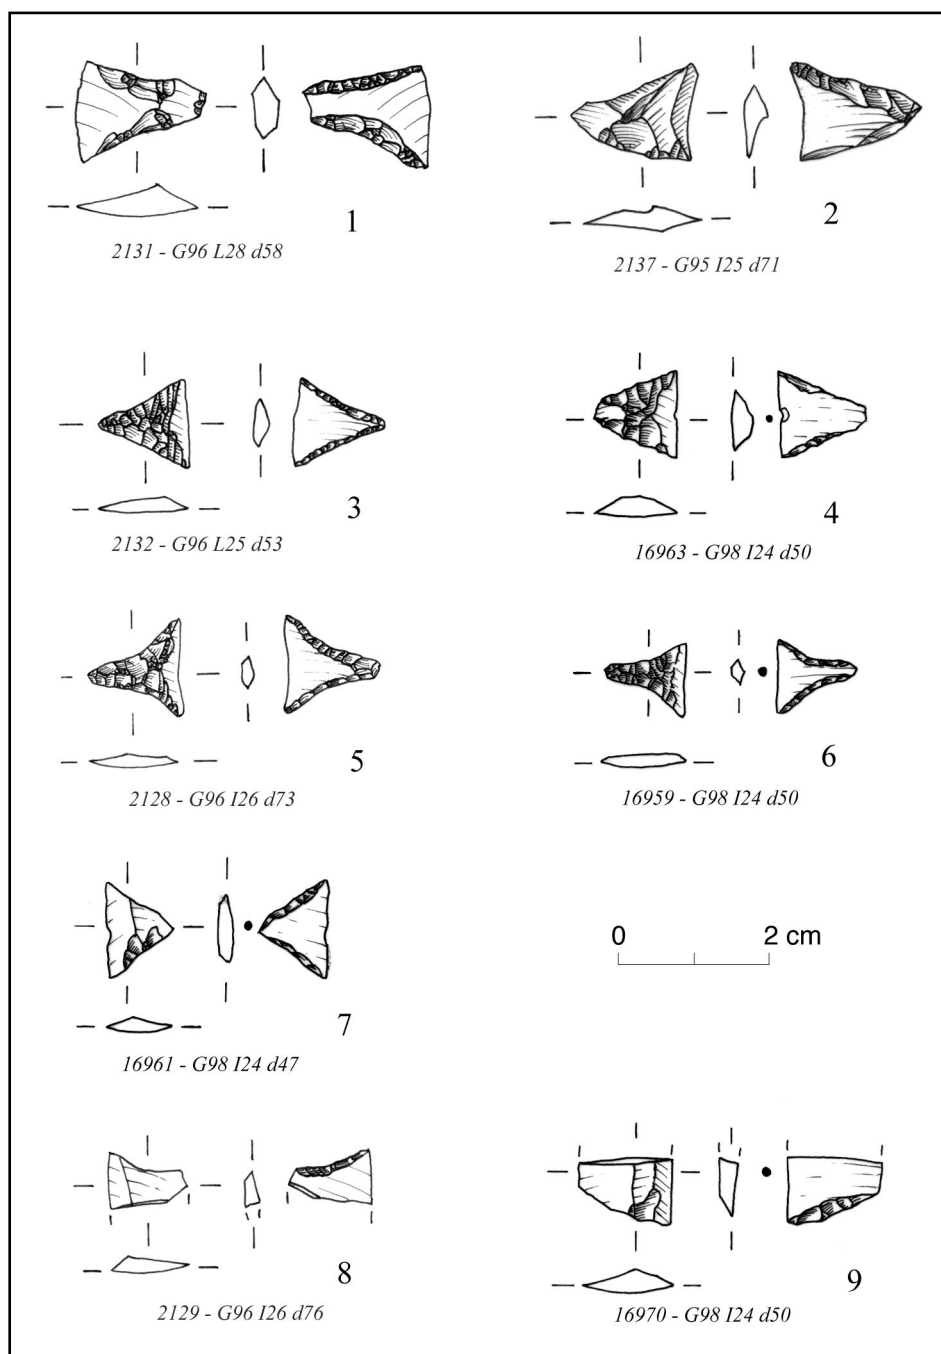 1
2131 - G96 L28 d58
2
2137 - G95 I25 d71
3
2132 - G96 L25 d53
4
16963 - G98 I24 d50
5
2128 - G96 I26 d73
6
16959 - G98 I24 d50
7
16961 - G98 I24 d47
0 2 cm
8
2129 - G96 I26 d76
9
16970 - G98 I24 d50